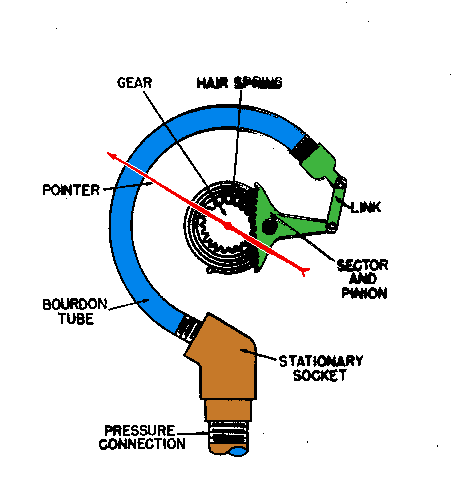 GEAR
HAIR SPRING
POINTER
LINK
SECTOR
AND
PINION
BOURDON
TUBE
STATIONARY
SOCKET
PRESSURE
CONNECTION